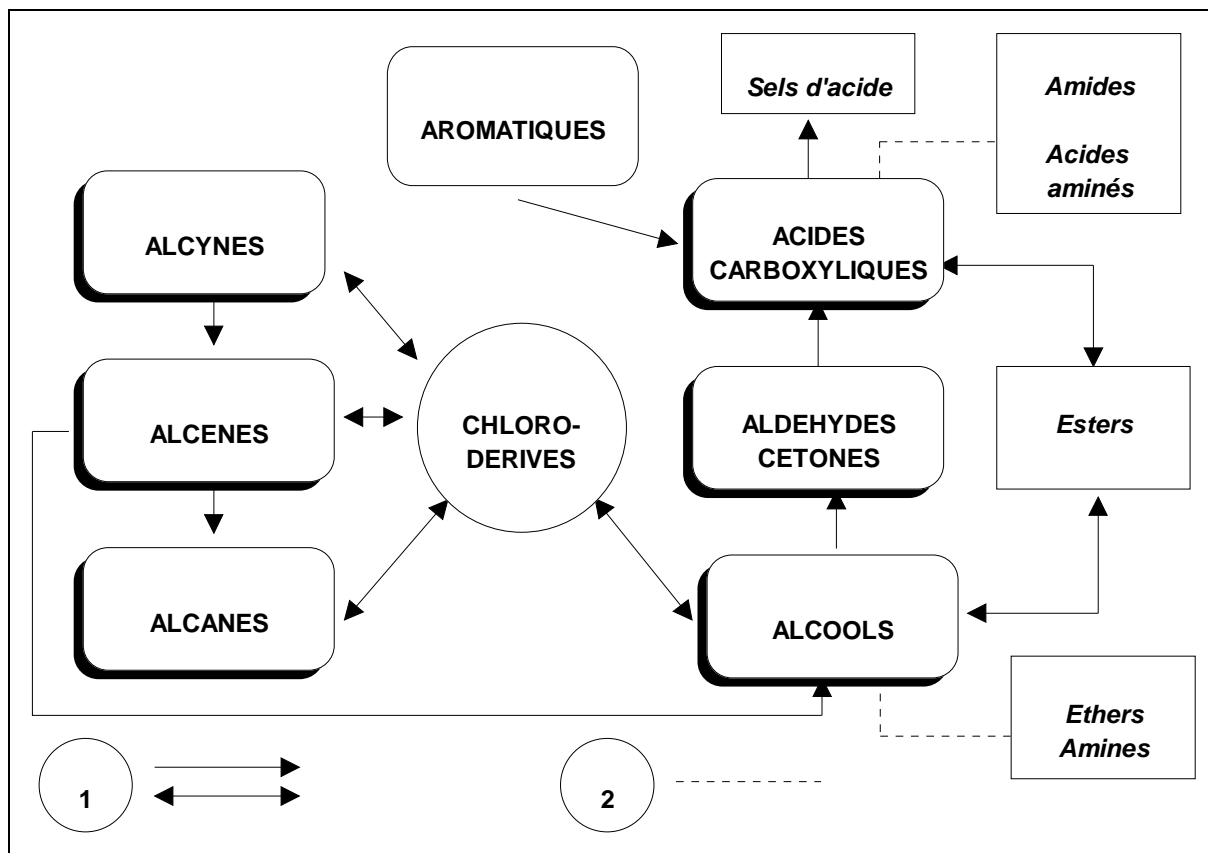 Sels d'acide
Amides
AROMATIQUES
Acides
aminés
ALCYNES
ACIDES
CARBOXYLIQUES
CHLORO-
DERIVES
ALCENES
ALDEHYDES
CETONES
Esters
ALCANES
ALCOOLS
Ethers
Amines
1
2